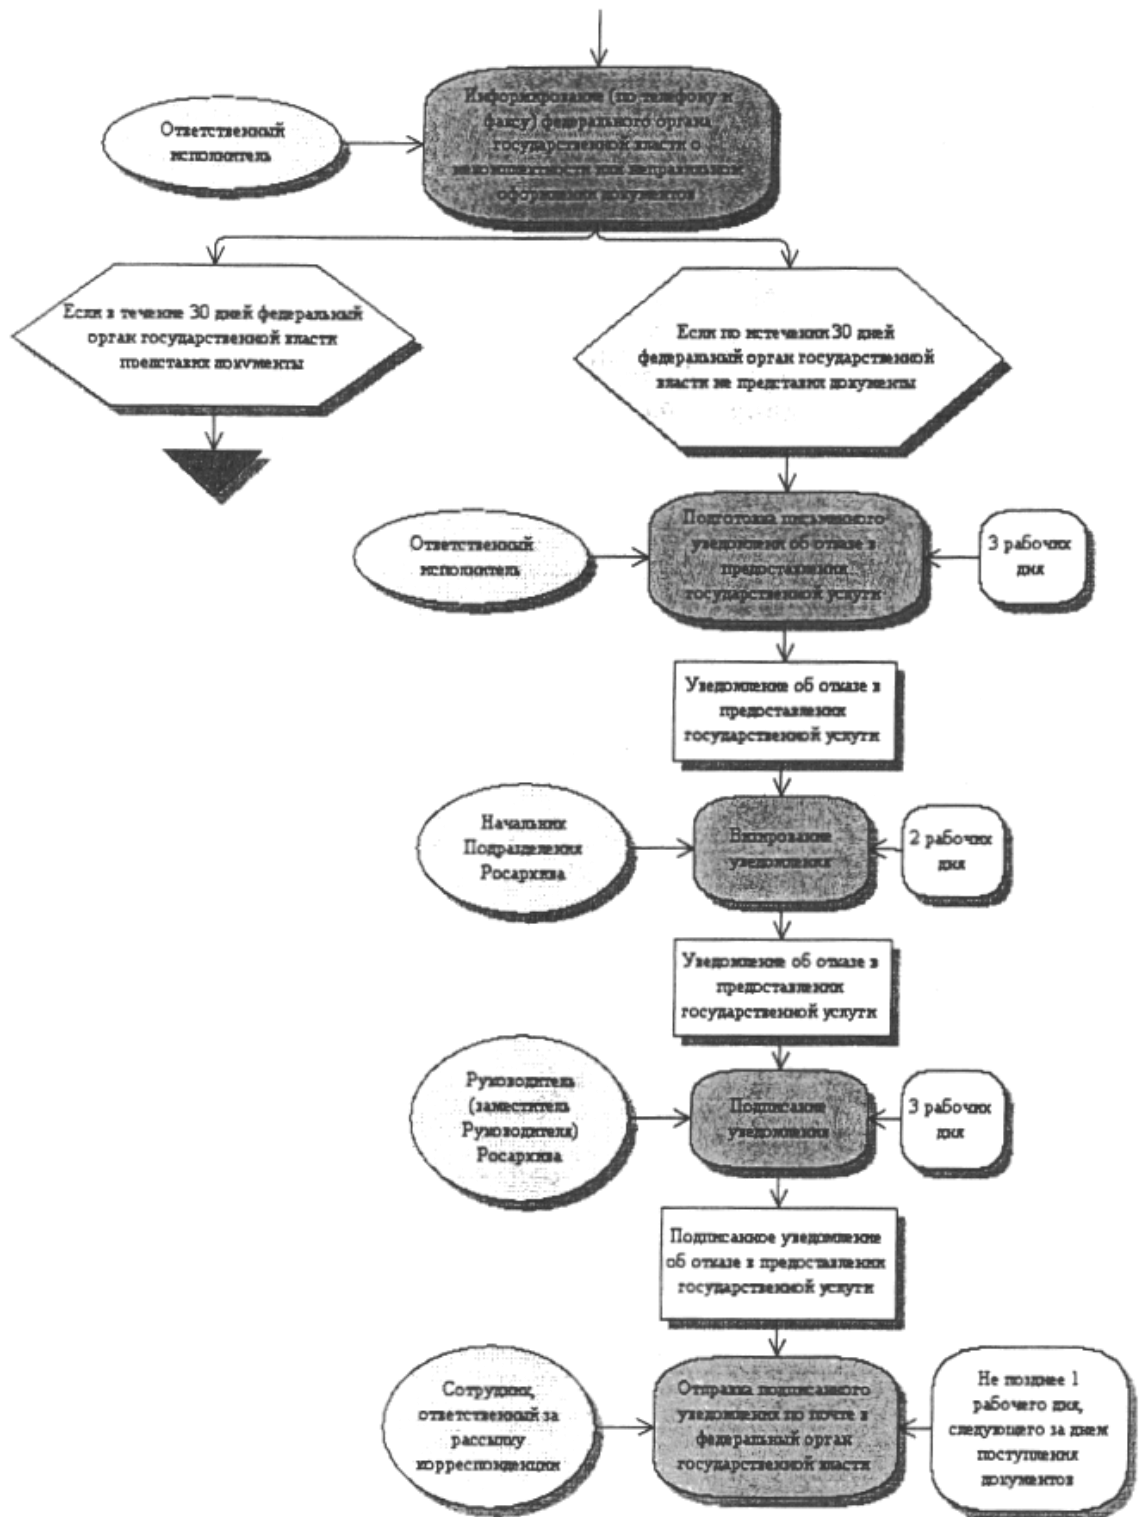 Информирование (по телефону и
факсу) федерального органа
государственной власти о
некомплектности или неправильном
оформлении документов
Ответственный
исполнитель
Если в течение 30 дней федеральный
орган государственной власти
представил документы
Если по истечении 30 дней
федеральный орган государственной
власти не представил документы
Ответственный
исполнитель
Подготовка письменного
уведомления об отказе в
предоставлении
государственной услуги
3 рабочих
дня
Уведомление об отказе в
предоставлении
государственной услуги
Начальник
Подразделения
Росархива
Визирование
уведомления
2 рабочих
дня
Уведомление об отказе в
предоставлении
государственной услуги
Руководитель
(заместитель
Руководителя)
Росархива
Подписание
уведомления
3 рабочих
дня
Подписанное уведомление
об отказе в предоставлении
государственной услуги
Сотрудник,
ответственный за
рассылку
корреспонденции
Отправка подписанного
уведомления по почте в
федеральный орган
государственной власти
Не позднее 1
рабочего дня,
следующего за днем
поступления
документов